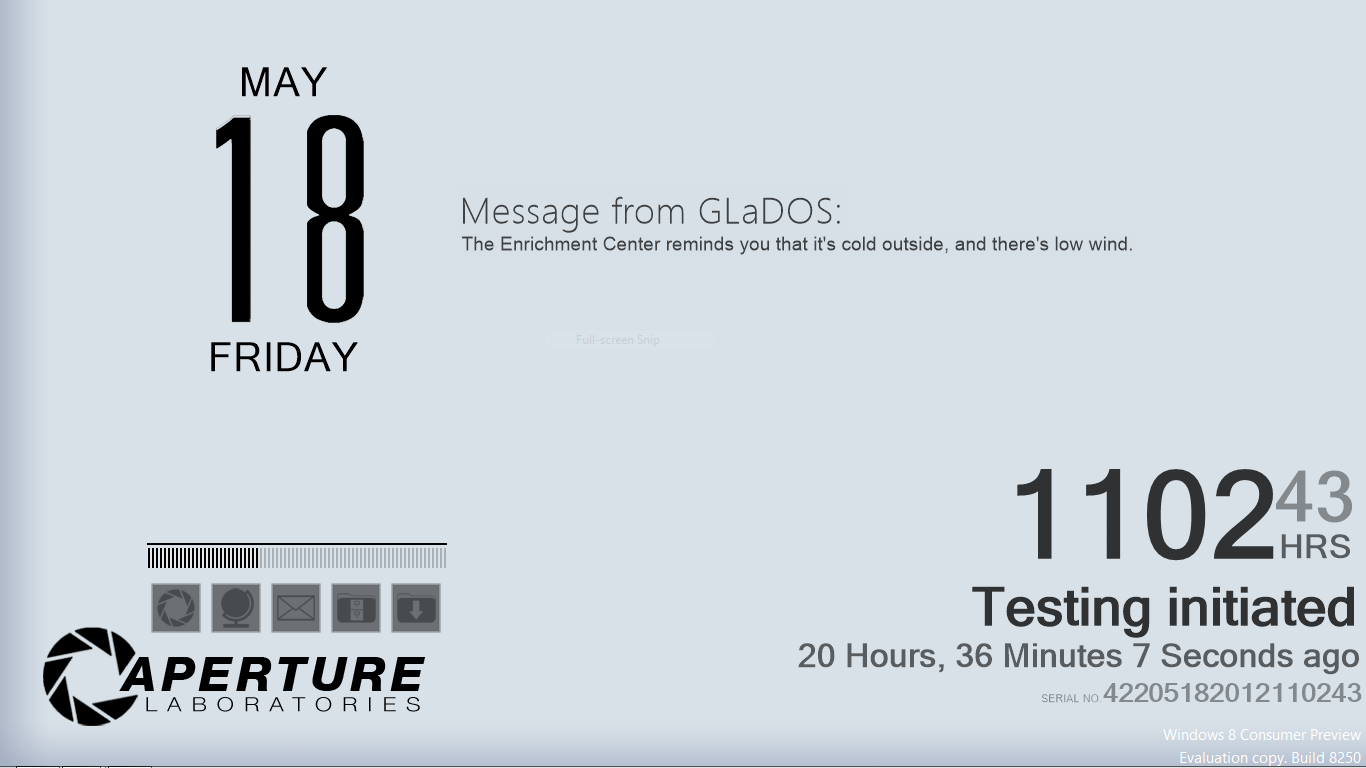 MAY
18
FRIDAY
Message from GLaDOS:
The Enrichment Center reminds you that it's cold outside, and there's low wind.
Full-screen Snip
110243
HRS
Testing initiated
20 Hours, 36 Minutes 7 Seconds ago
SERIAL NO.42205182012110243
APERTURE
LABORATORIES
Windows 8 Consumer Preview
Evaluation copy. Build 8250